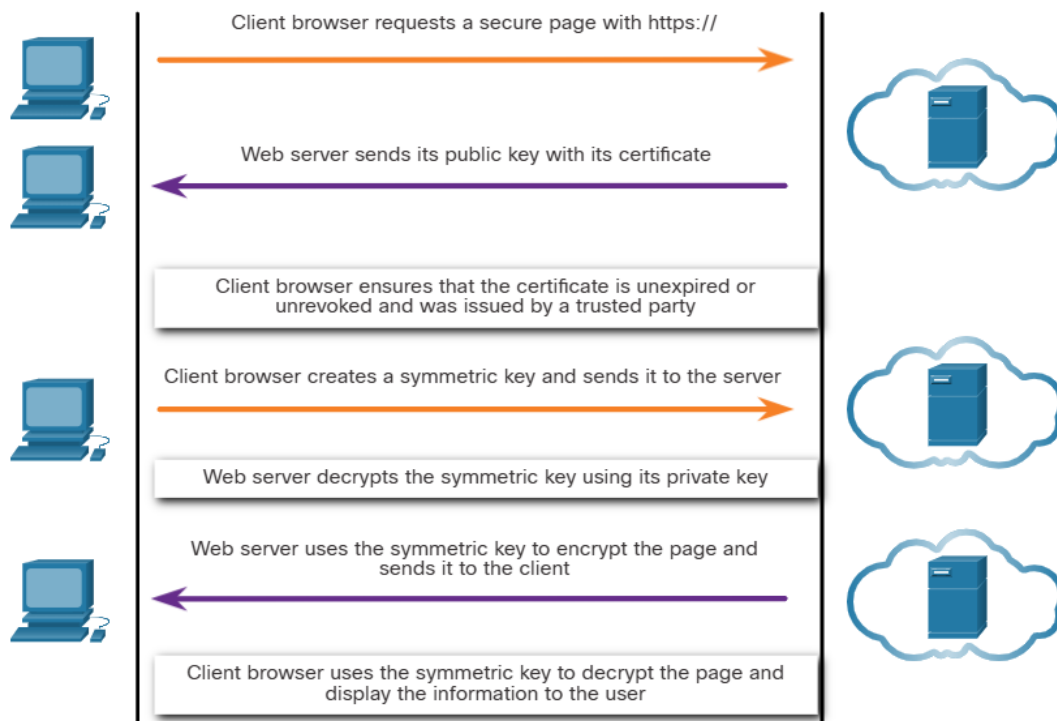 Client browser requests a secure page with https://
Web server sends its public key with its certificate
Client browser ensures that the certificate is unexpired or
unrevoked and was issued by a trusted party
Client browser creates a symmetric key and sends it to the server
Web server decrypts the symmetric key using its private key
Web server uses the symmetric key to encrypt the page and
sends it to the client
Client browser uses the symmetric key to decrypt the page and
display the information to the user